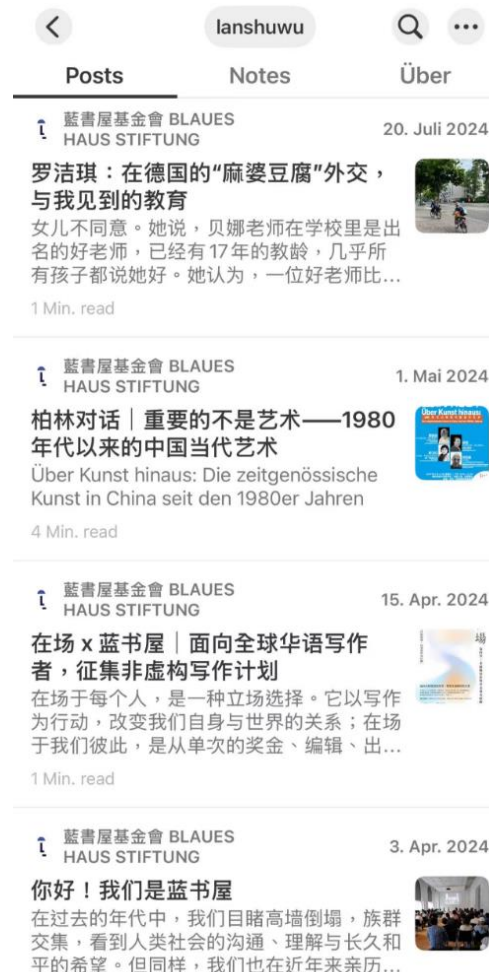 lanshuwu
Posts
Notes
Über
藍書屋基金會 BLAUES
HAUS STIFTUNG
20. Juli 2024
罗洁琪：在德国的“麻婆豆腐”外交，
与我见到的教育
女儿不同意。她说，贝娜老师在学校里是出
名的好老师，已经有17年的教龄，几乎所
有孩子都说她好。她认为，一位好老师比...
1 Min. read
藍書屋基金會 BLAUES
HAUS STIFTUNG
1. Mai 2024
柏林对话｜重要的不是艺术——1980
年代以来的中国当代艺术
Über Kunst hinaus: Die zeitgenössische
Kunst in China seit den 1980er Jahren
Über Kunst hinaus
4 Min. read
藍書屋基金會 BLAUES
HAUS STIFTUNG
15. Apr. 2024
在场 x 蓝书屋｜面向全球华语写作
者，征集非虚构写作计划
在场于每个人，是一种立场选择。它以写作
为行动，改变我们自身与世界的关系；在场
于我们彼此，是从单次的奖金、编辑、出...
場
1 Min. read
藍書屋基金會 BLAUES
HAUS STIFTUNG
3. Apr. 2024
你好！我们是蓝书屋
在过去的年代中，我们目睹高墙倒塌，族群
交集，看到人类社会的沟通、理解与长久和
平的希望。但同样，我们也在近年来亲历...